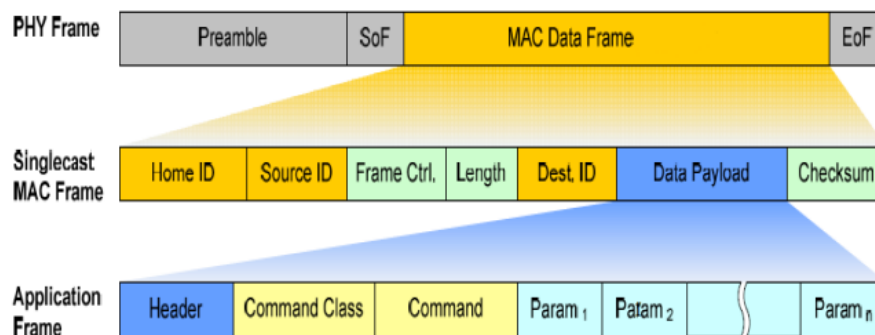 PHY Frame
Preamble
SoF
MAC Data Frame
EoF
Singlecast
MAC Frame
Home ID
Source ID
Frame Ctrl.
Length
Dest. ID
Data Payload
Checksum
Application
Frame
Header
Command Class
Command
Param 1
Param 2
Param n